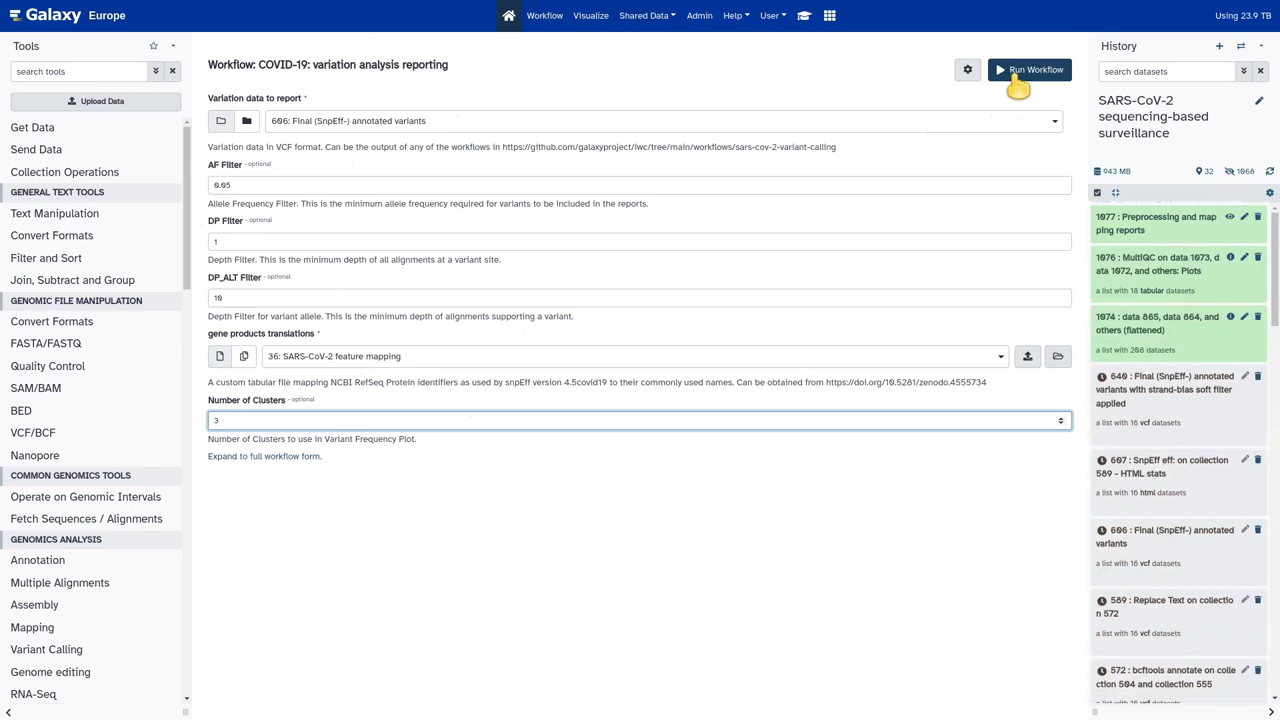 Galaxy Europe
Workflow Visualize Shared Data Admin Help User
Using 23.9 TB
Tools
search tools
Upload Data
Get Data
Send Data
Collection Operations
GENERAL TEXT TOOLS
Text Manipulation
Convert Formats
Filter and Sort
Join, Subtract and Group
GENOMIC FILE MANIPULATION
Convert Formats
FASTA/FASTQ
Quality Control
SAM/BAM
BED
VCF/BCF
Nanopore
COMMON GENOMICS TOOLS
Operate on Genomic Intervals
Fetch Sequences / Alignments
GENOMICS ANALYSIS
Annotation
Multiple Alignments
Assembly
Mapping
Variant Calling
Genome editing
RNA-Seq
Workflow: COVID-19: variation analysis reporting
Run Workflow
Variation data to report *
606: Final (SnpEff-) annotated variants
Variation data in VCF format. Can be the output of any of the workflows in https://github.com/galaxyproject/iwc/tree/main/workflows/sars-cov-2-variant-calling
AF Filter - optional
0.05
Allele Frequency Filter. This is the minimum allele frequency required for variants to be included in the reports.
DP Filter - optional
1
Depth Filter. This is the minimum depth of all alignments at a variant site.
DP_ALT Filter - optional
10
Depth Filter for variant allele. This is the minimum depth of alignments supporting a variant.
gene products translations *
36: SARS-CoV-2 feature mapping
A custom tabular file mapping NCBI RefSeq Protein identifiers as used by snpEff version 4.5covid19 to their commonly used names. Can be obtained from https://doi.org/10.5281/zenodo.4555734
Number of Clusters - optional
3
Number of Clusters to use in Variant Frequency Plot.
Expand to full workflow form.
History
search datasets
SARS-CoV-2
sequencing-based
surveillance
943 MB 32 1068
1077 : Preprocessing and map
ping reports
1076 : MultiQC on data 1073, d
ata 1072, and others: Plots
a list with 18 tabular datasets
1074 : data 865, data 864, and
others (flattened)
a list with 208 datasets
640 : Final (SnpEff-) annotated
variants with strand-bias soft filter
applied
a list with 16 vcf datasets
607 : SnpEff eff: on collection
589 - HTML stats
a list with 16 html datasets
606 : Final (SnpEff-) annotated
variants
a list with 16 vcf datasets
589 : Replace Text on collectio
n 572
a list with 16 vcf datasets
572 : bcftools annotate on colle
ction 504 and collection 555